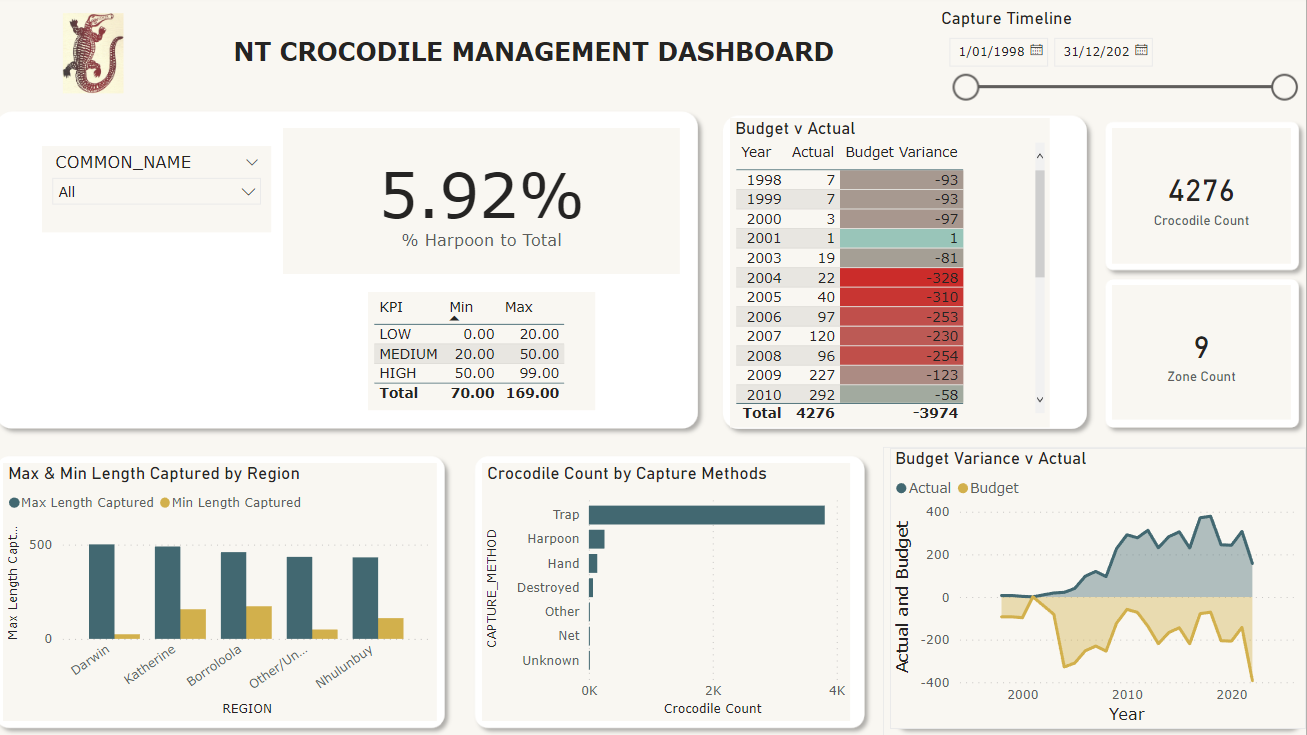 Capture Timeline
NT CROCODILE MANAGEMENT DASHBOARD
1/01/1998 31/12/202
COMMON_NAME
All
5.92%
% Harpoon to Total
KPI Min Max
LOW 0.00 20.00
MEDIUM 20.00 50.00
HIGH 50.00 99.00
Total 70.00 169.00
Budget v Actual
Year Actual Budget Variance
1998 7 -93
1999 7 -93
2000 3 -97
2001 1 1
2003 19 -81
2004 22 -328
2005 40 -310
2006 97 -253
2007 120 -230
2008 96 -254
2009 227 -123
2010 292 -58
Total 4276 -3974
4276
Crocodile Count
9
Zone Count
Max & Min Length Captured by Region
Max Length Captured Min Length Captured
Max Length Capt...
500
0
Darwin Katherine Borroloola Other/Un... Nhulunbuy
REGION
Crocodile Count by Capture Methods
CAPTURE_METHOD
Trap
Harpoon
Hand
Destroyed
Other
Net
Unknown
0K 2K 4K
Crocodile Count
Budget Variance v Actual
Actual Budget
Actual and Budget
400
200
0
-200
-400
2000 2010 2020
Year